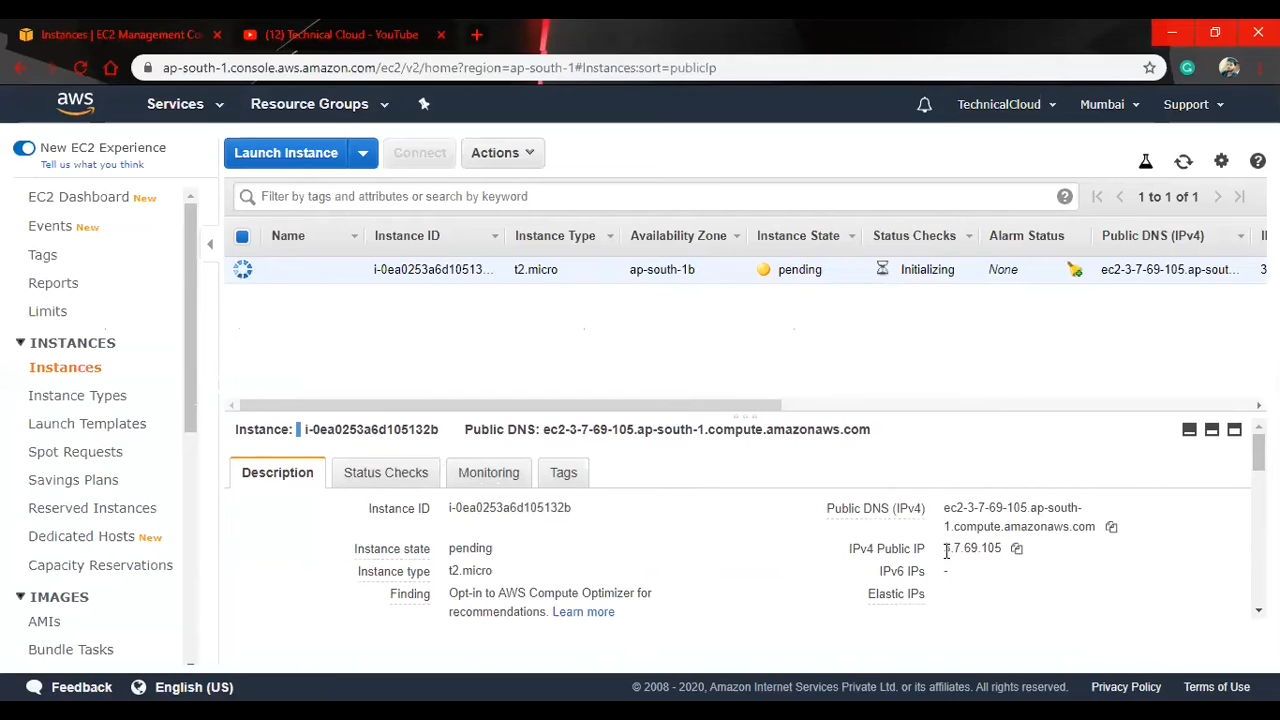 Instances | EC2 Management Co
(12) Technical Cloud - YouTube
ap-south-1.console.aws.amazon.com/ec2/v2/home?region=ap-south-1#Instances:sort=publicIp
aws
Services
Resource Groups
TechnicalCloud
Mumbai
Support
New EC2 Experience
Tell us what you think
EC2 Dashboard New
Events New
Tags
Reports
Limits
INSTANCES
Instances
Instance Types
Launch Templates
Spot Requests
Savings Plans
Reserved Instances
Dedicated Hosts New
Capacity Reservations
IMAGES
AMIs
Bundle Tasks
Launch Instance
Connect
Actions
Filter by tags and attributes or search by keyword
1 to 1 of 1
Name Instance ID Instance Type Availability Zone Instance State Status Checks Alarm Status Public DNS (IPv4)
i-0ea0253a6d10513... t2.micro ap-south-1b pending Initializing None ec2-3-7-69-105.ap-sout... 3
Instance: i-0ea0253a6d105132b Public DNS: ec2-3-7-69-105.ap-south-1.compute.amazonaws.com
Description Status Checks Monitoring Tags
Instance ID i-0ea0253a6d105132b
Instance state pending
Instance type t2.micro
Finding Opt-in to AWS Compute Optimizer for
recommendations. Learn more
Public DNS (IPv4) ec2-3-7-69-105.ap-south-
1.compute.amazonaws.com
IPv4 Public IP 3.7.69.105
IPv6 IPs -
Elastic IPs
Feedback
English (US)
© 2008 - 2020, Amazon Internet Services Private Ltd. or its affiliates. All rights reserved.
Privacy Policy
Terms of Use